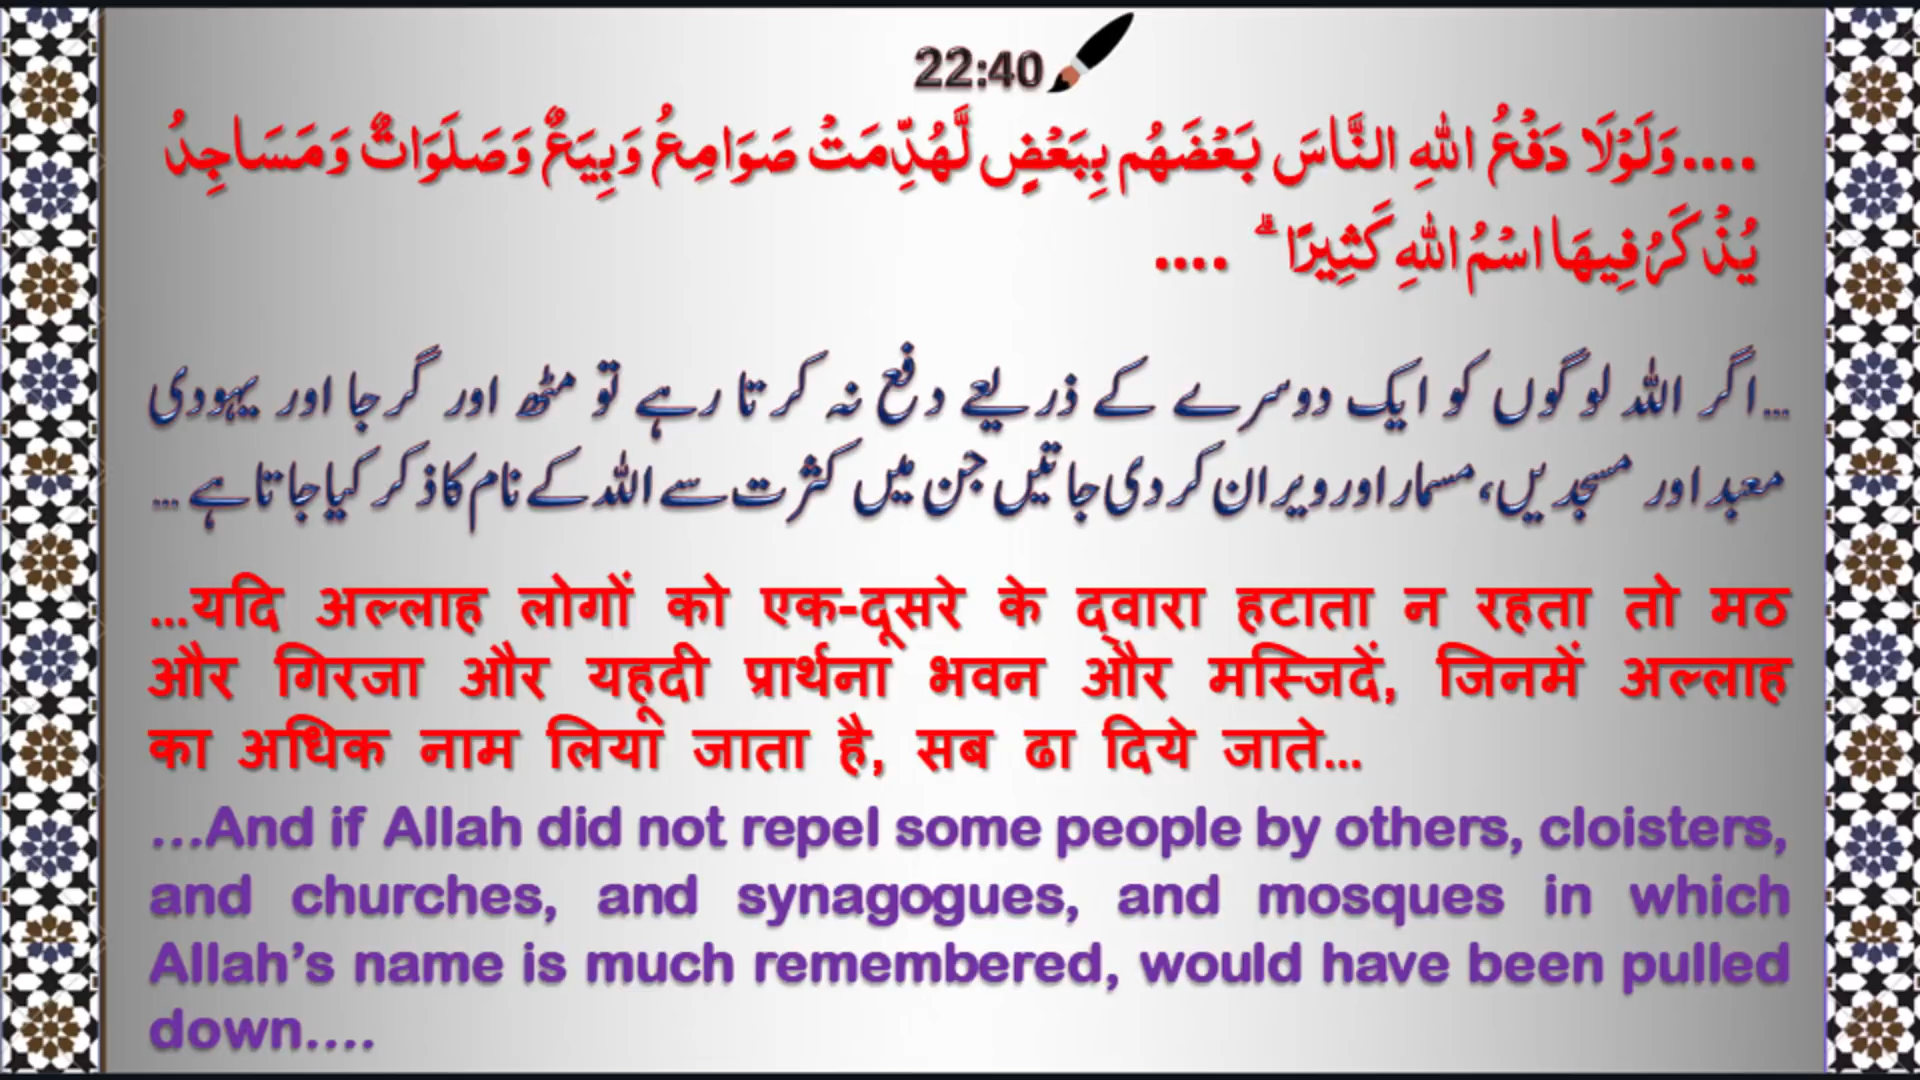 22:40
....وَلَوْلَا دَفْعُ اللهِ النَّاسَ بَعْضَهُم بِبَعْضٍ لَّهُدِّمَتْ صَوَامِعُ وَبِيَعٌ وَصَلَوَاتٌ وَمَسَاجِدُ
يُذْكَرُ فِيهَا اسْمُ اللهِ كَثِيرًا ۗ ....
...اگر اللہ لوگوں کو ایک دوسرے کے ذریعے دفع نہ کرتا رہے تو مٹھ اور گرجا اور یہودی
معبد اور مسجدیں، مسمار اور ویران کر دی جاتیں جن میں کثرت سے اللہ کے نام کا ذکر کیا جاتا ہے ...
...यदि अल्लाह लोगों को एक-दूसरे के द्वारा हटाता न रहता तो मठ
और गिरजा और यहूदी प्रार्थना भवन और मस्जिदें, जिनमें अल्लाह
का अधिक नाम लिया जाता है, सब ढा दिये जाते...
...And if Allah did not repel some people by others, cloisters,
and churches, and synagogues, and mosques in which
Allah’s name is much remembered, would have been pulled
down....